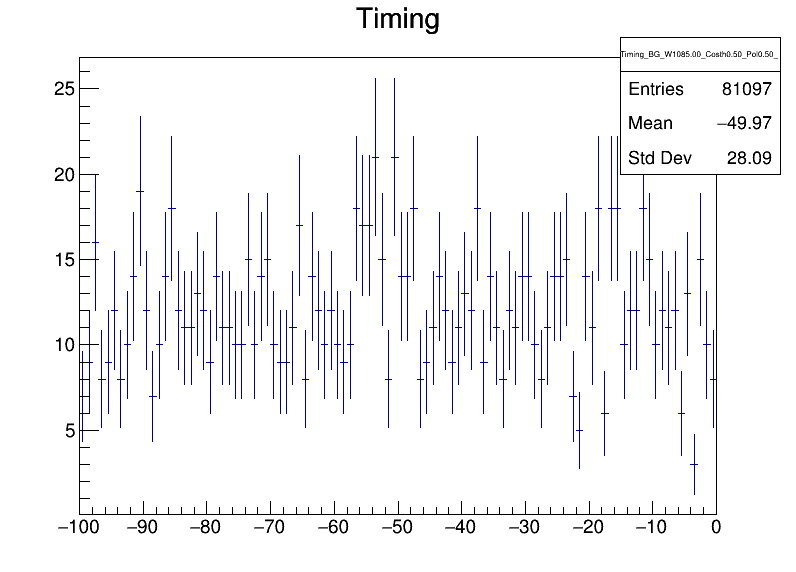 Timing
Timing_BG_W1085.00_Costh0.50_Pol0.50_
Entries 81097
Mean −49.97
Std Dev 28.09
25
20
15
10
5
−100 −90 −80 −70 −60 −50 −40 −30 −20 −10 0